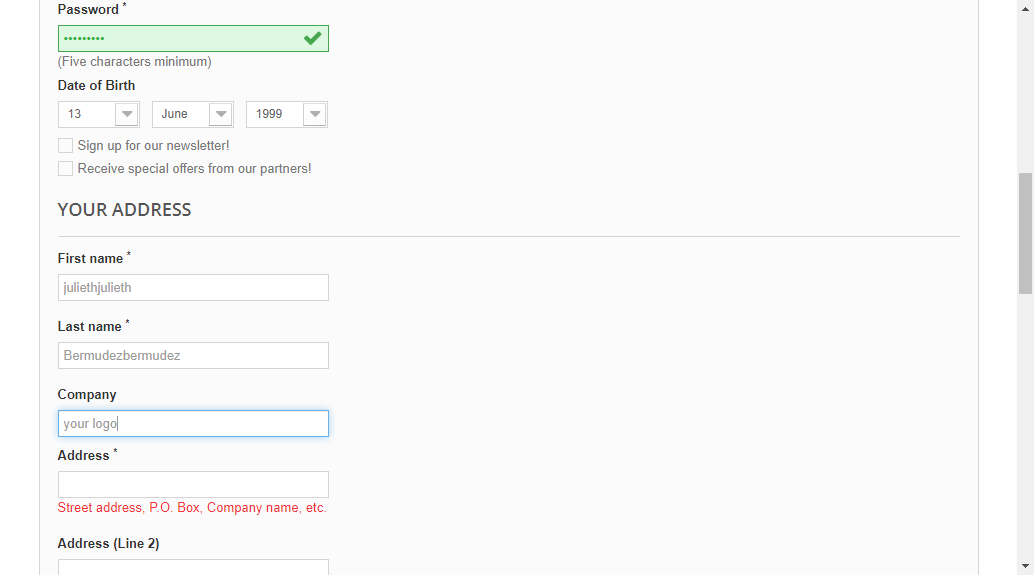 Password *
•••••••••
(Five characters minimum)
Date of Birth
13 June 1999
Sign up for our newsletter!
Receive special offers from our partners!
YOUR ADDRESS
First name *
juliethjulieth
Last name *
Bermudezbermudez
Company
your logo
Address *
Street address, P.O. Box, Company name, etc.
Address (Line 2)